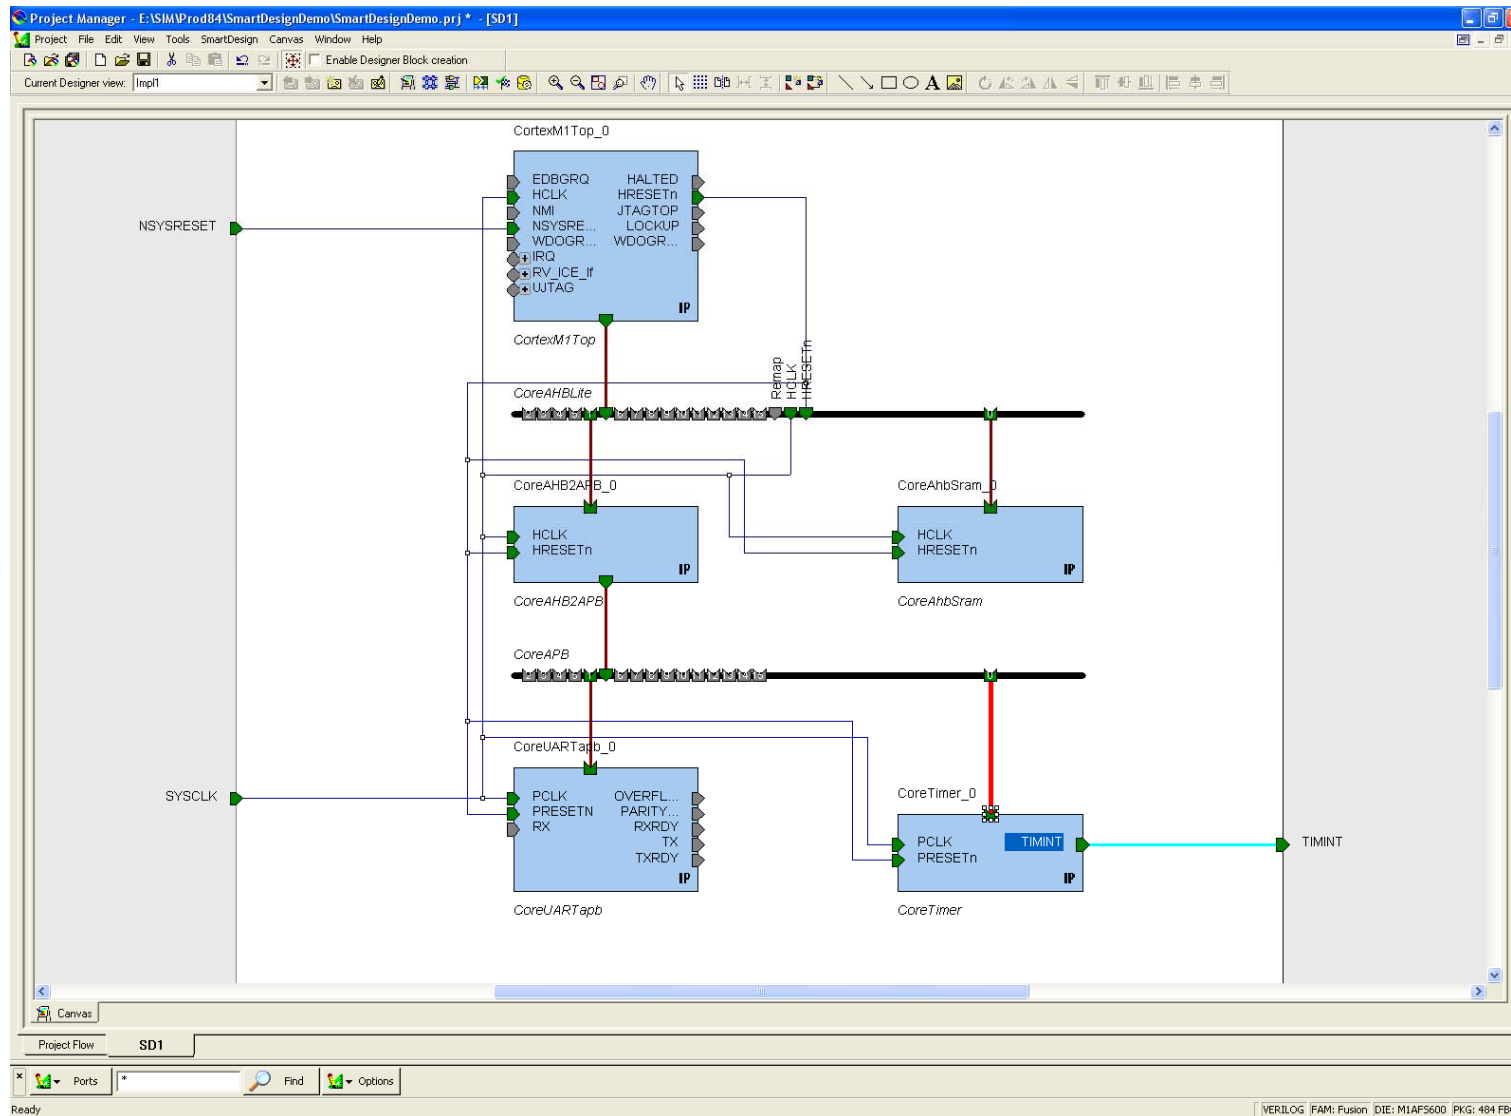 Project Manager - E:\SIM\Prod84\SmartDesignDemo\SmartDesignDemo.prj * - [SD1]
Project File Edit View Tools SmartDesign Canvas Window Help
Enable Designer Block creation
Current Designer view: Impl1
CortexM1Top_0
EDBGRQ HALTED
HCLK HRESETn
NMI JTAGTOP
NSYSRE... LOCKUP
WDOGR... WDOGR...
IRQ
RV_ICE_If
UJTAG
IP
CortexM1Top
NSYSRESET
Remap
HCLK
HRESETn
CoreAHBLite
CoreAHB2APB_0
HCLK
HRESETn
IP
CoreAHB2APB
CoreAhbSram_0
HCLK
HRESETn
IP
CoreAhbSram
CoreAPB
CoreUARTapb_0
PCLK OVERFL...
PRESETN PARITY...
RX RXRDY
TX
TXRDY
IP
CoreUARTapb
SYSCLK
CoreTimer_0
PCLK TIMINT
PRESETn
IP
CoreTimer
TIMINT
Canvas
Project Flow SD1
Ports * Find Options
Ready VERILOG FAM: Fusion DIE: M1AFS600 PKG: 484